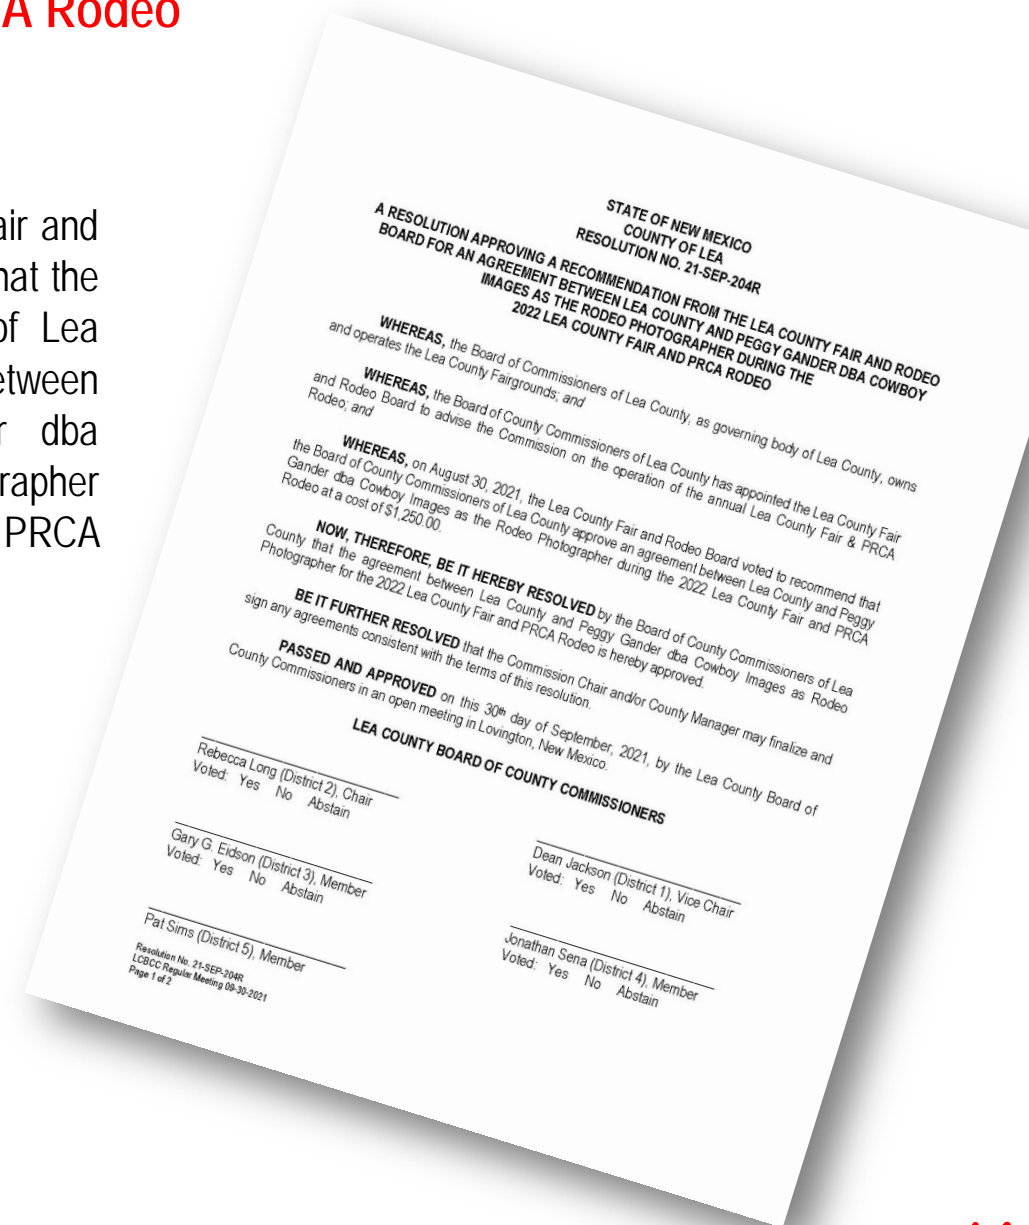 A Rodeo
air and
hat the
of Lea
etween
r dba
rapher
PRCA
STATE OF NEW MEXICO
COUNTY OF LEA
RESOLUTION NO. 21-SEP-204R
A RESOLUTION APPROVING A RECOMMENDATION FROM THE LEA COUNTY FAIR AND RODEO
BOARD FOR AN AGREEMENT BETWEEN LEA COUNTY AND PEGGY GANDER DBA COWBOY
IMAGES AS THE RODEO PHOTOGRAPHER DURING THE
2022 LEA COUNTY FAIR AND PRCA RODEO
WHEREAS, the Board of Commissioners of Lea County, as governing body of Lea County, owns
and operates the Lea County Fairgrounds; and
WHEREAS, the Board of County Commissioners of Lea County has appointed the Lea County Fair
and Rodeo Board to advise the Commission on the operation of the annual Lea County Fair & PRCA
Rodeo; and
WHEREAS, on August 30, 2021, the Lea County Fair and Rodeo Board voted to recommend that
the Board of County Commissioners of Lea County approve an agreement between Lea County and Peggy
Gander dba Cowboy Images as the Rodeo Photographer during the 2022 Lea County Fair and PRCA
Rodeo at a cost of $1,250.00.
NOW, THEREFORE, BE IT HEREBY RESOLVED by the Board of County Commissioners of Lea
County that the agreement between Lea County and Peggy Gander dba Cowboy Images as Rodeo
Photographer for the 2022 Lea County Fair and PRCA Rodeo is hereby approved.
BE IT FURTHER RESOLVED that the Commission Chair and/or County Manager may finalize and
sign any agreements consistent with the terms of this resolution.
PASSED AND APPROVED on this 30th day of September, 2021, by the Lea County Board of
County Commissioners in an open meeting in Lovington, New Mexico.
LEA COUNTY BOARD OF COUNTY COMMISSIONERS
Rebecca Long (District 2), Chair
Voted: Yes No Abstain
Dean Jackson (District 1), Vice Chair
Voted: Yes No Abstain
Gary G. Eidson (District 3), Member
Voted: Yes No Abstain
Jonathan Sena (District 4), Member
Voted: Yes No Abstain
Pat Sims (District 5), Member
Resolution No. 21-SEP-204R
LCBCC Regular Meeting 09-30-2021
Page 1 of 2